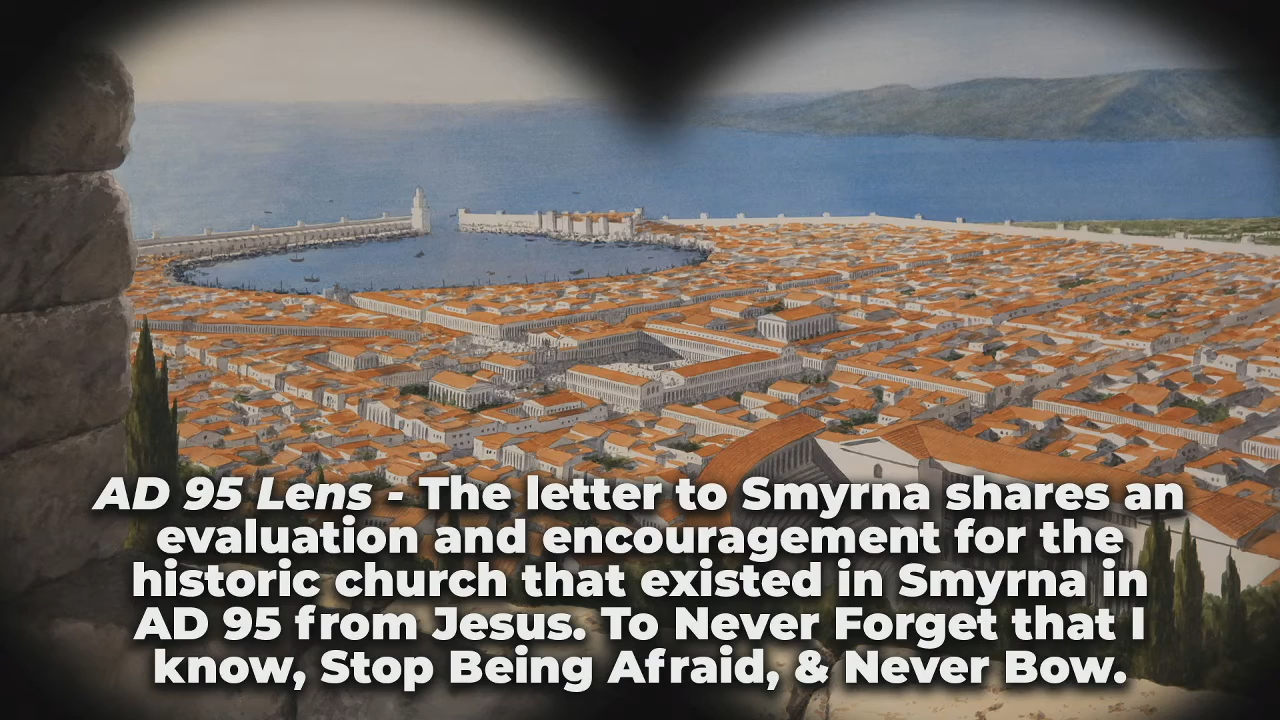 AD 95 Lens - The letter to Smyrna shares an
evaluation and encouragement for the
historic church that existed in Smyrna in
AD 95 from Jesus. To Never Forget that I
know, Stop Being Afraid, & Never Bow.